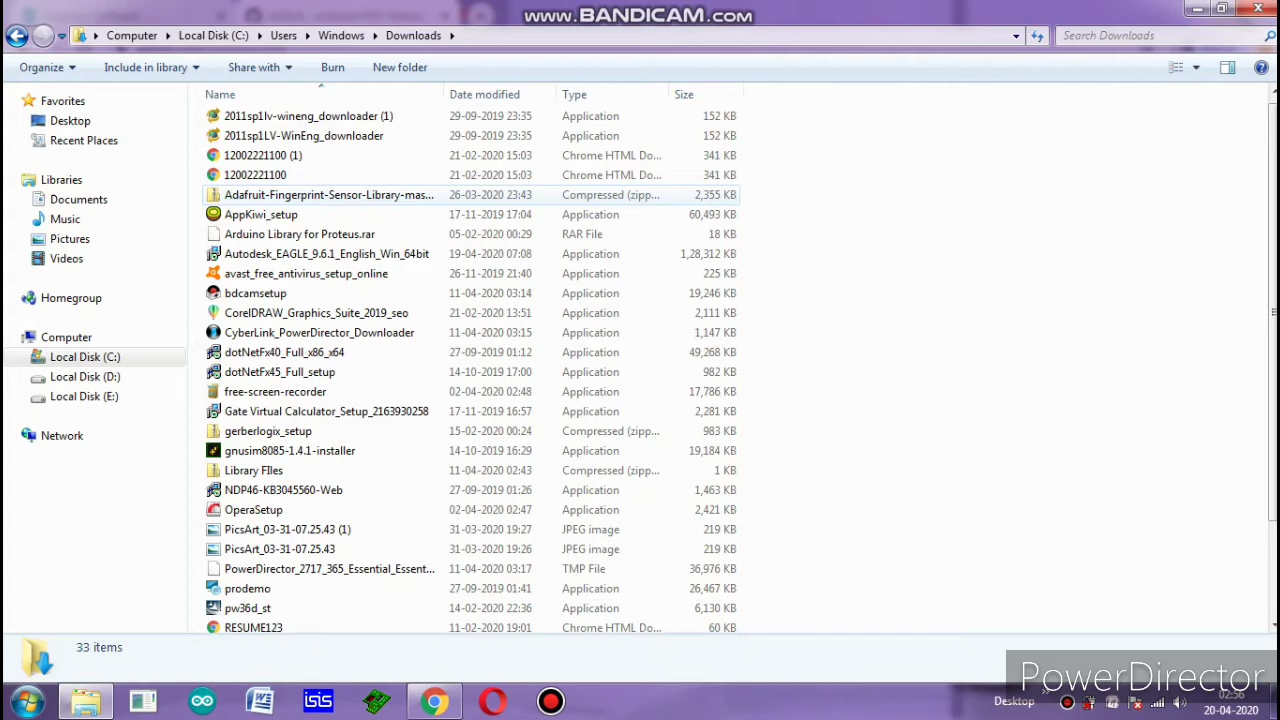 www.BANDICAM.com
Computer Local Disk (C:) Users Windows Downloads Search Downloads
Organize Include in library Share with Burn New folder
Name Date modified Type Size
Favorites
Desktop
Recent Places
Libraries
Documents
Music
Pictures
Videos
Homegroup
Computer
Local Disk (C:)
Local Disk (D:)
Local Disk (E:)
Network
2011sp1lv-wineng_downloader (1) 29-09-2019 23:35 Application 152 KB
2011sp1LV-WinEng_downloader 29-09-2019 23:35 Application 152 KB
12002221100 (1) 21-02-2020 15:03 Chrome HTML Do... 341 KB
12002221100 21-02-2020 15:03 Chrome HTML Do... 341 KB
Adafruit-Fingerprint-Sensor-Library-mas... 26-03-2020 23:43 Compressed (zipp... 2,355 KB
AppKiwi_setup 17-11-2019 17:04 Application 60,493 KB
Arduino Library for Proteus.rar 05-02-2020 00:29 RAR File 18 KB
Autodesk_EAGLE_9.6.1_English_Win_64bit 19-04-2020 07:08 Application 1,28,312 KB
avast_free_antivirus_setup_online 26-11-2019 21:40 Application 225 KB
bdcamsetup 11-04-2020 03:14 Application 19,246 KB
CorelDRAW_Graphics_Suite_2019_seo 21-02-2020 13:51 Application 2,111 KB
CyberLink_PowerDirector_Downloader 11-04-2020 03:15 Application 1,147 KB
dotNetFx40_Full_x86_x64 27-09-2019 01:12 Application 49,268 KB
dotNetFx45_Full_setup 14-10-2019 17:00 Application 982 KB
free-screen-recorder 02-04-2020 02:48 Application 17,786 KB
Gate Virtual Calculator_Setup_2163930258 17-11-2019 16:57 Application 2,281 KB
gerberlogix_setup 15-02-2020 00:24 Compressed (zipp... 983 KB
gnusim8085-1.4.1-installer 14-10-2019 16:29 Application 19,184 KB
Library FIles 11-04-2020 02:43 Compressed (zipp... 1 KB
NDP46-KB3045560-Web 27-09-2019 01:26 Application 1,463 KB
OperaSetup 02-04-2020 02:47 Application 2,421 KB
PicsArt_03-31-07.25.43 (1) 31-03-2020 19:27 JPEG image 219 KB
PicsArt_03-31-07.25.43 31-03-2020 19:26 JPEG image 219 KB
PowerDirector_2717_365_Essential_Essent... 11-04-2020 03:17 TMP File 36,976 KB
prodemo 27-09-2019 01:41 Application 26,467 KB
pw36d_st 14-02-2020 22:36 Application 6,130 KB
RESUME123 11-02-2020 19:01 Chrome HTML Do... 60 KB
33 items
PowerDirector
isis
Desktop 02:56
20-04-2020